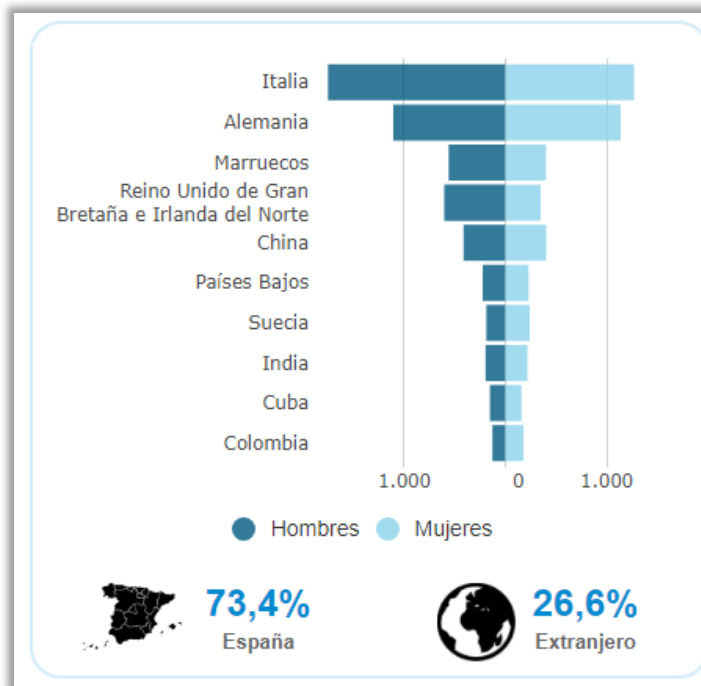 Italia
Alemania
Marruecos
Reino Unido de Gran
Bretaña e Irlanda del Norte
China
Países Bajos
Suecia
India
Cuba
Colombia
1.000 0 1.000
Hombres Mujeres
73,4% 26,6%
España Extranjero